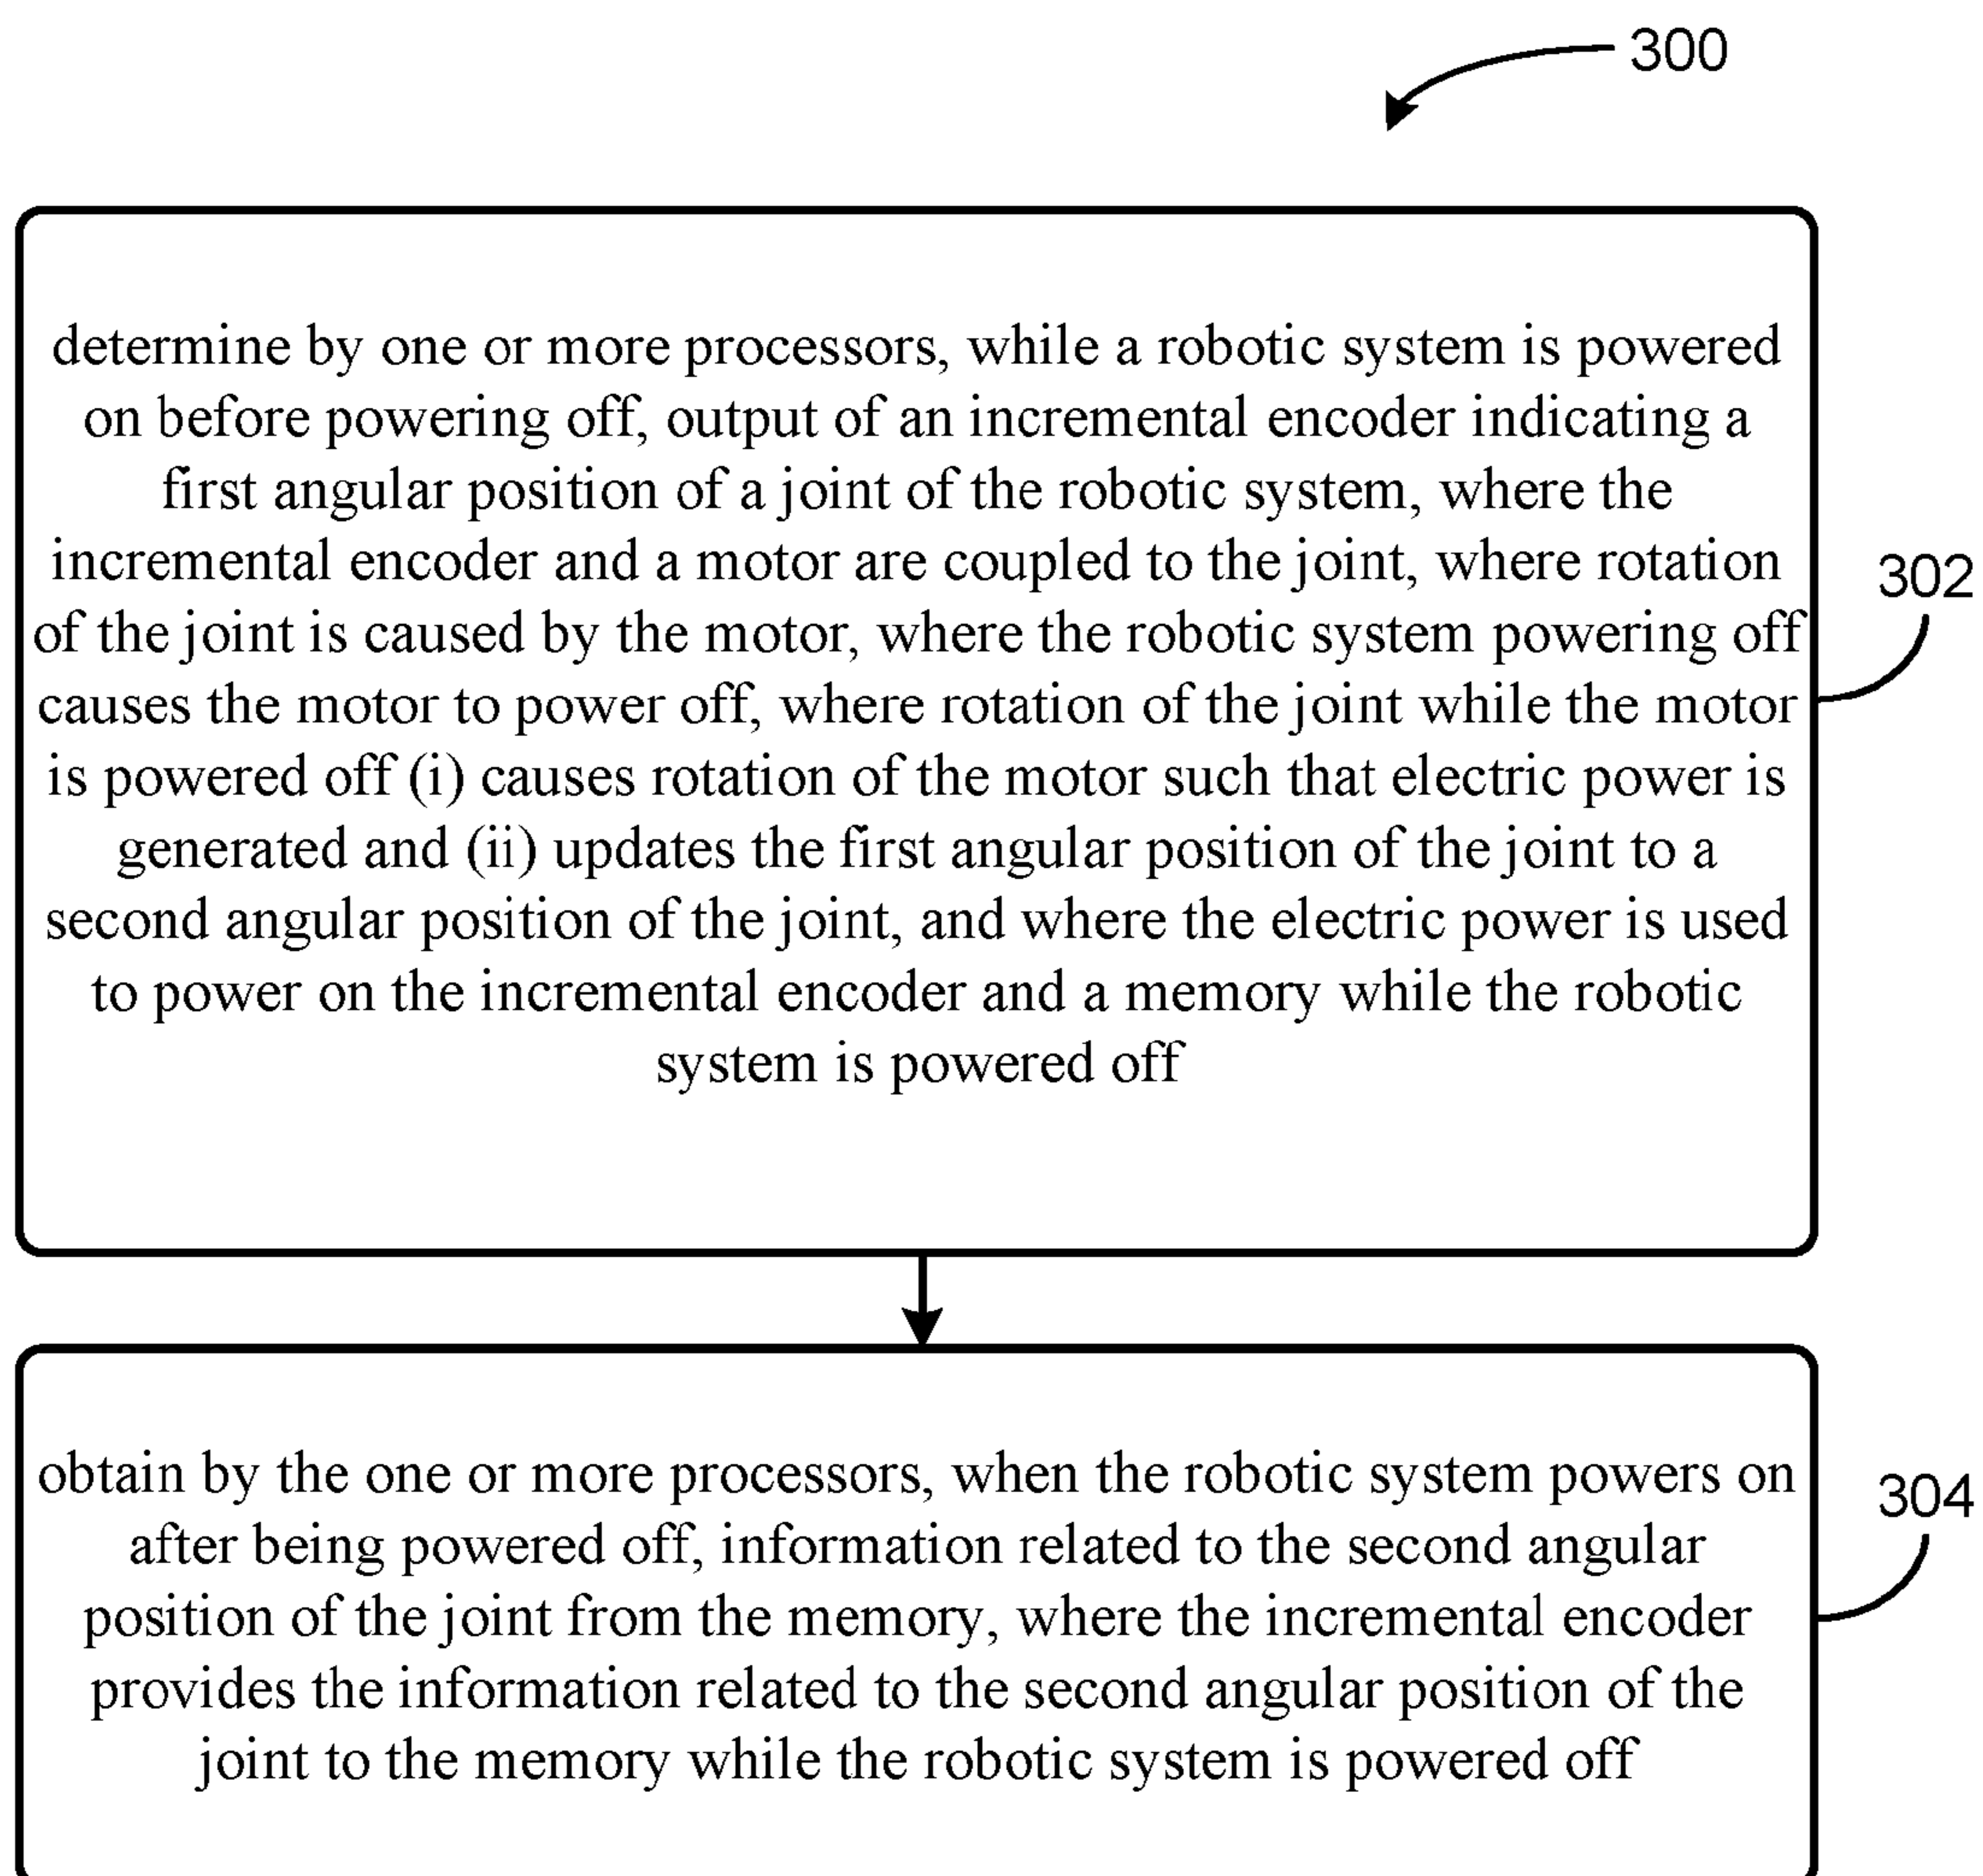 300
determine by one or more processors, while a robotic system is powered
on before powering off, output of an incremental encoder indicating a
first angular position of a joint of the robotic system, where the
incremental encoder and a motor are coupled to the joint, where rotation
of the joint is caused by the motor, where the robotic system powering off
causes the motor to power off, where rotation of the joint while the motor
is powered off (i) causes rotation of the motor such that electric power is
generated and (ii) updates the first angular position of the joint to a
second angular position of the joint, and where the electric power is used
to power on the incremental encoder and a memory while the robotic
system is powered off
302
obtain by the one or more processors, when the robotic system powers on
after being powered off, information related to the second angular
position of the joint from the memory, where the incremental encoder
provides the information related to the second angular position of the
joint to the memory while the robotic system is powered off
304